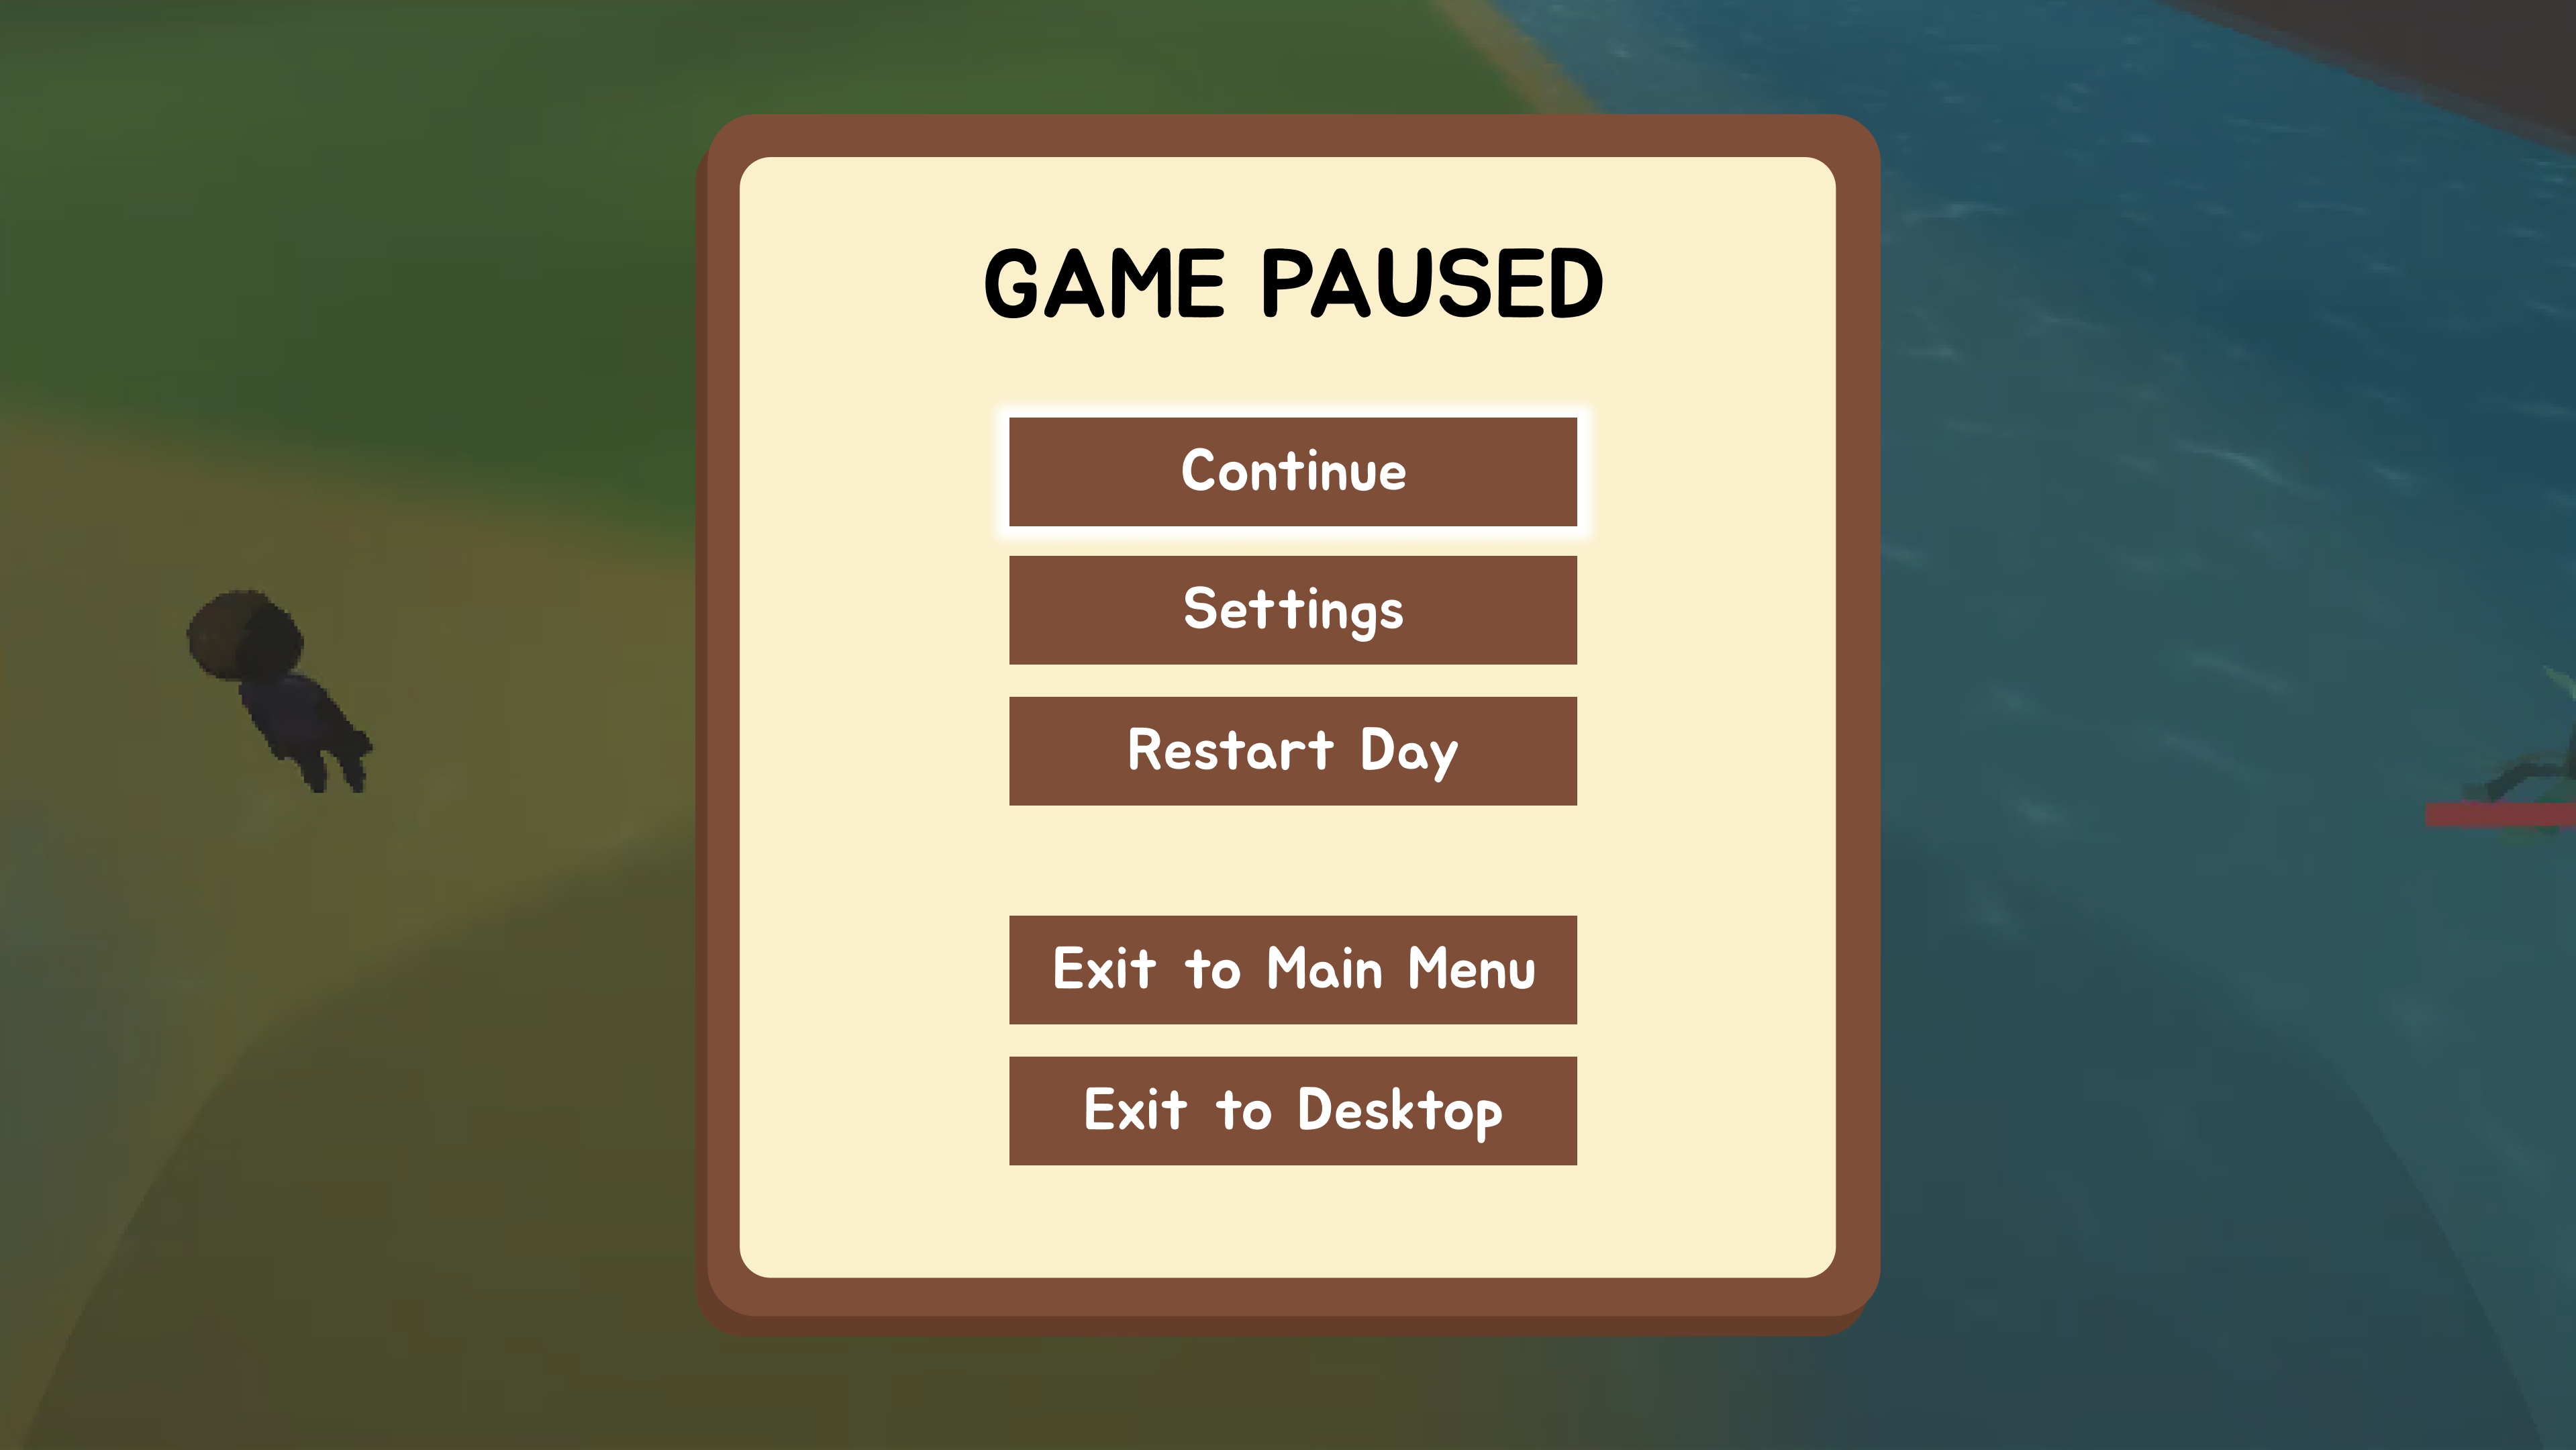 GAME PAUSED
Continue
Settings
Restart Day
Exit to Main Menu
Exit to Desktop